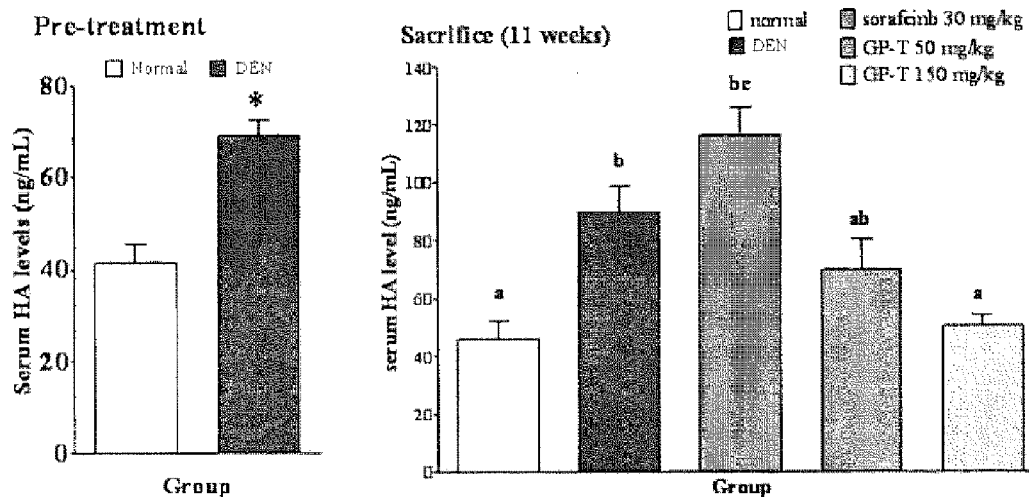 Pre-treatment
Normal DEN
Serum HA levels (ng/mL)
80
60
40
20
0
*
Group
Sacrifice (11 weeks)
normal
DEN
sorafeinb 30 mg/kg
GP-T 50 mg/kg
GP-T 150 mg/kg
serum HA level (ng/mL)
140
120
100
80
60
40
20
0
a
b
bc
ab
a
Group